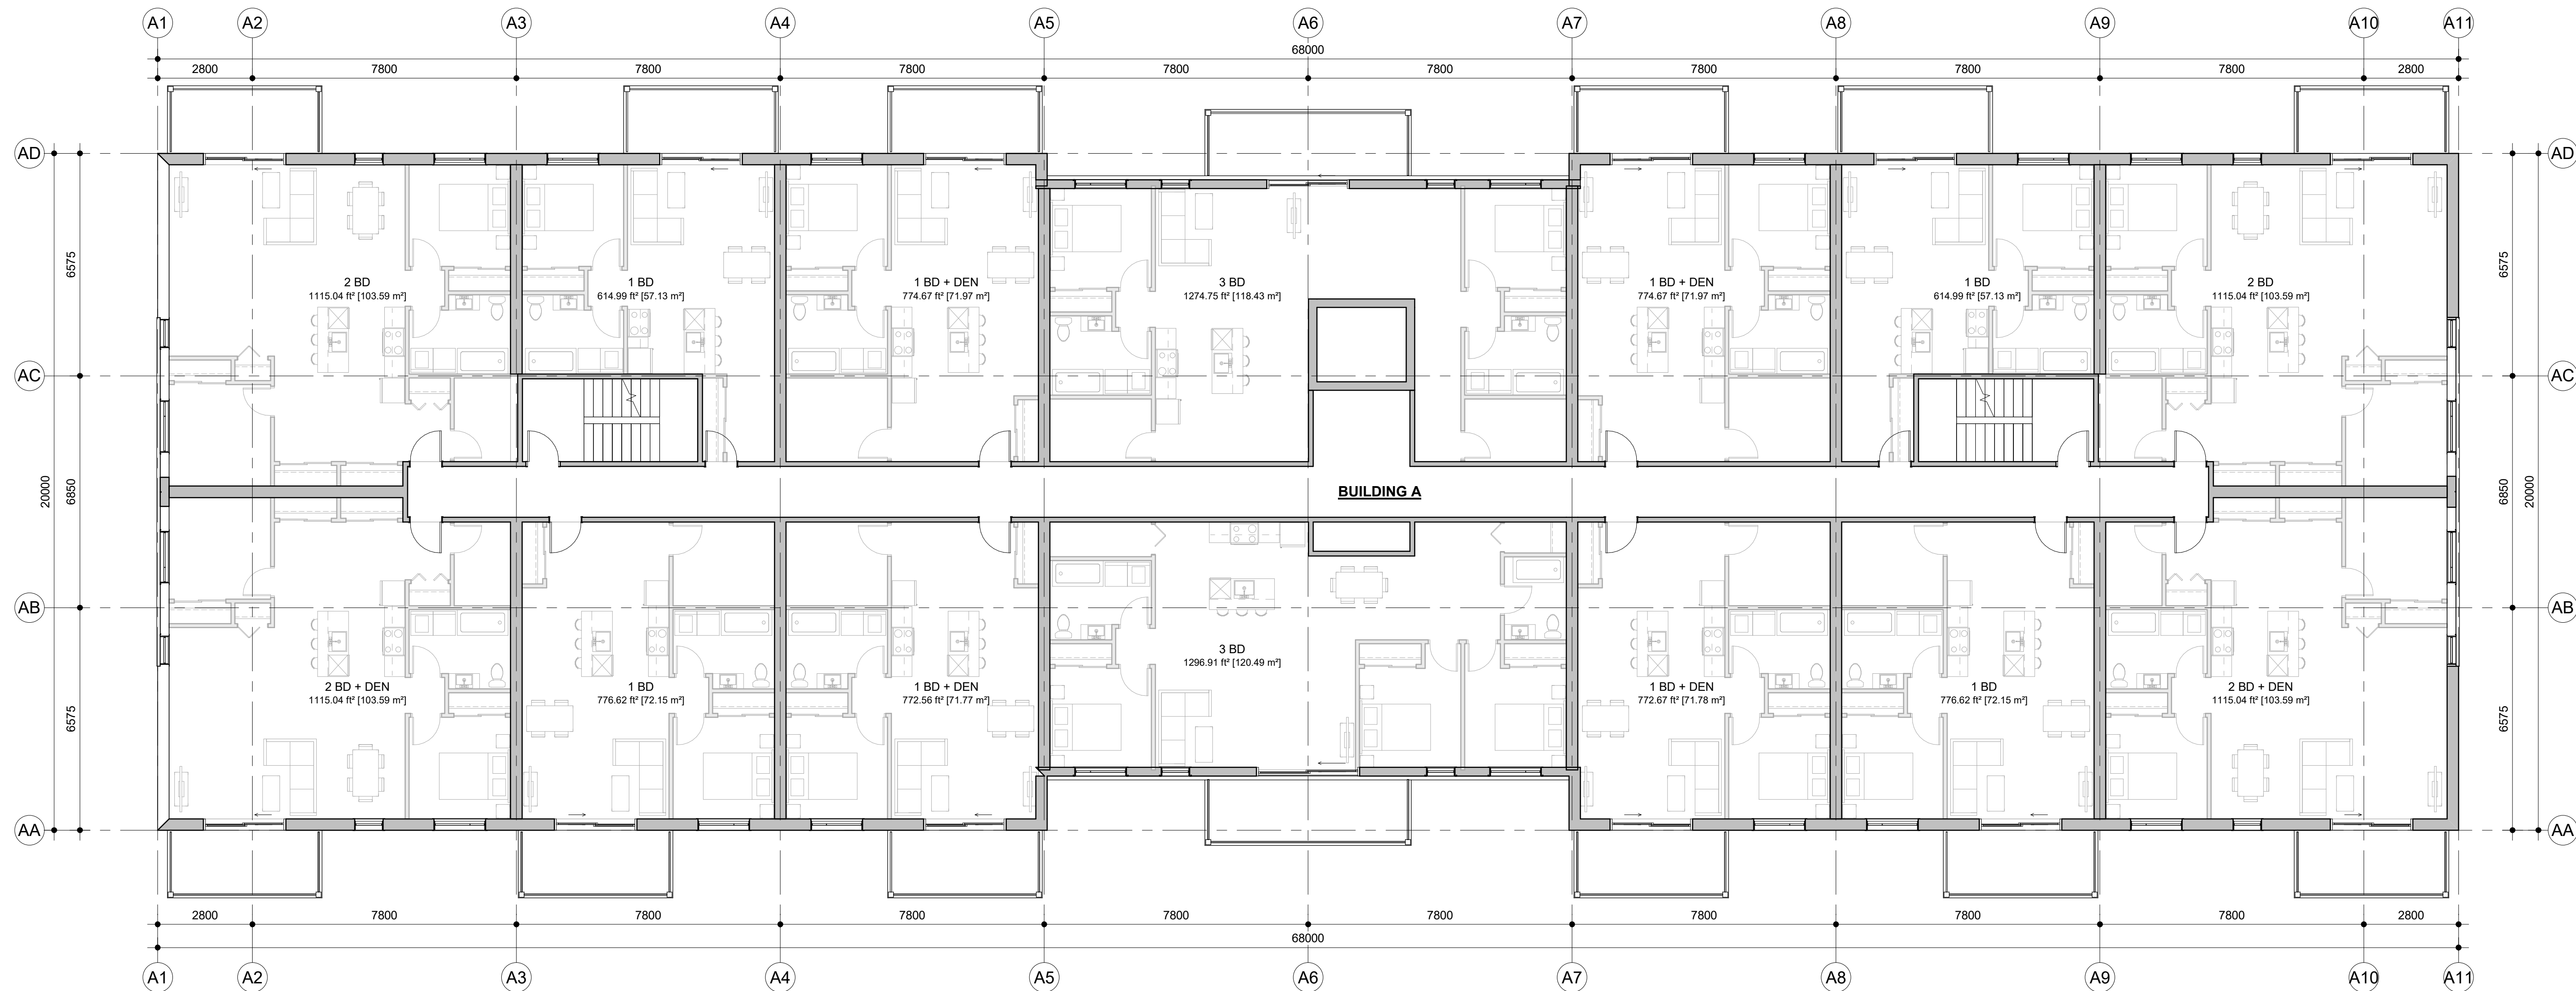 A1 A2 A3 A4 A5 A6 A7 A8 A9 A10 A11
68000
2800 7800 7800 7800 7800 7800 7800 7800 7800 2800
AD AD
6575 6575
2 BD
1115.04 ft² [103.59 m²]
1 BD
614.99 ft² [57.13 m²]
1 BD + DEN
774.67 ft² [71.97 m²]
3 BD
1274.75 ft² [118.43 m²]
1 BD + DEN
774.67 ft² [71.97 m²]
1 BD
614.99 ft² [57.13 m²]
2 BD
1115.04 ft² [103.59 m²]
AC AC
20000 6850 6850 20000
BUILDING A
AB AB
3 BD
1296.91 ft² [120.49 m²]
2 BD + DEN
1115.04 ft² [103.59 m²]
1 BD
776.62 ft² [72.15 m²]
1 BD + DEN
772.56 ft² [71.77 m²]
1 BD + DEN
772.67 ft² [71.78 m²]
1 BD
776.62 ft² [72.15 m²]
2 BD + DEN
1115.04 ft² [103.59 m²]
6575 6575
AA AA
2800 7800 7800 7800 7800 7800 7800 7800 7800 2800
68000
A1 A2 A3 A4 A5 A6 A7 A8 A9 A10 A11